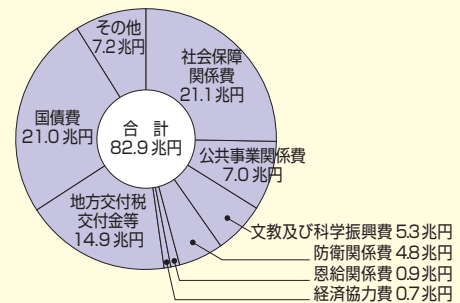 その他
7.2兆円
社会保障
関係費
21.1兆円
国債費
21.0兆円
合　計
82.9兆円
公共事業関係費
7.0兆円
地方交付税
交付金等
14.9兆円
文教及び科学振興費 5.3兆円
防衛関係費 4.8兆円
恩給関係費 0.9兆円
経済協力費 0.7兆円